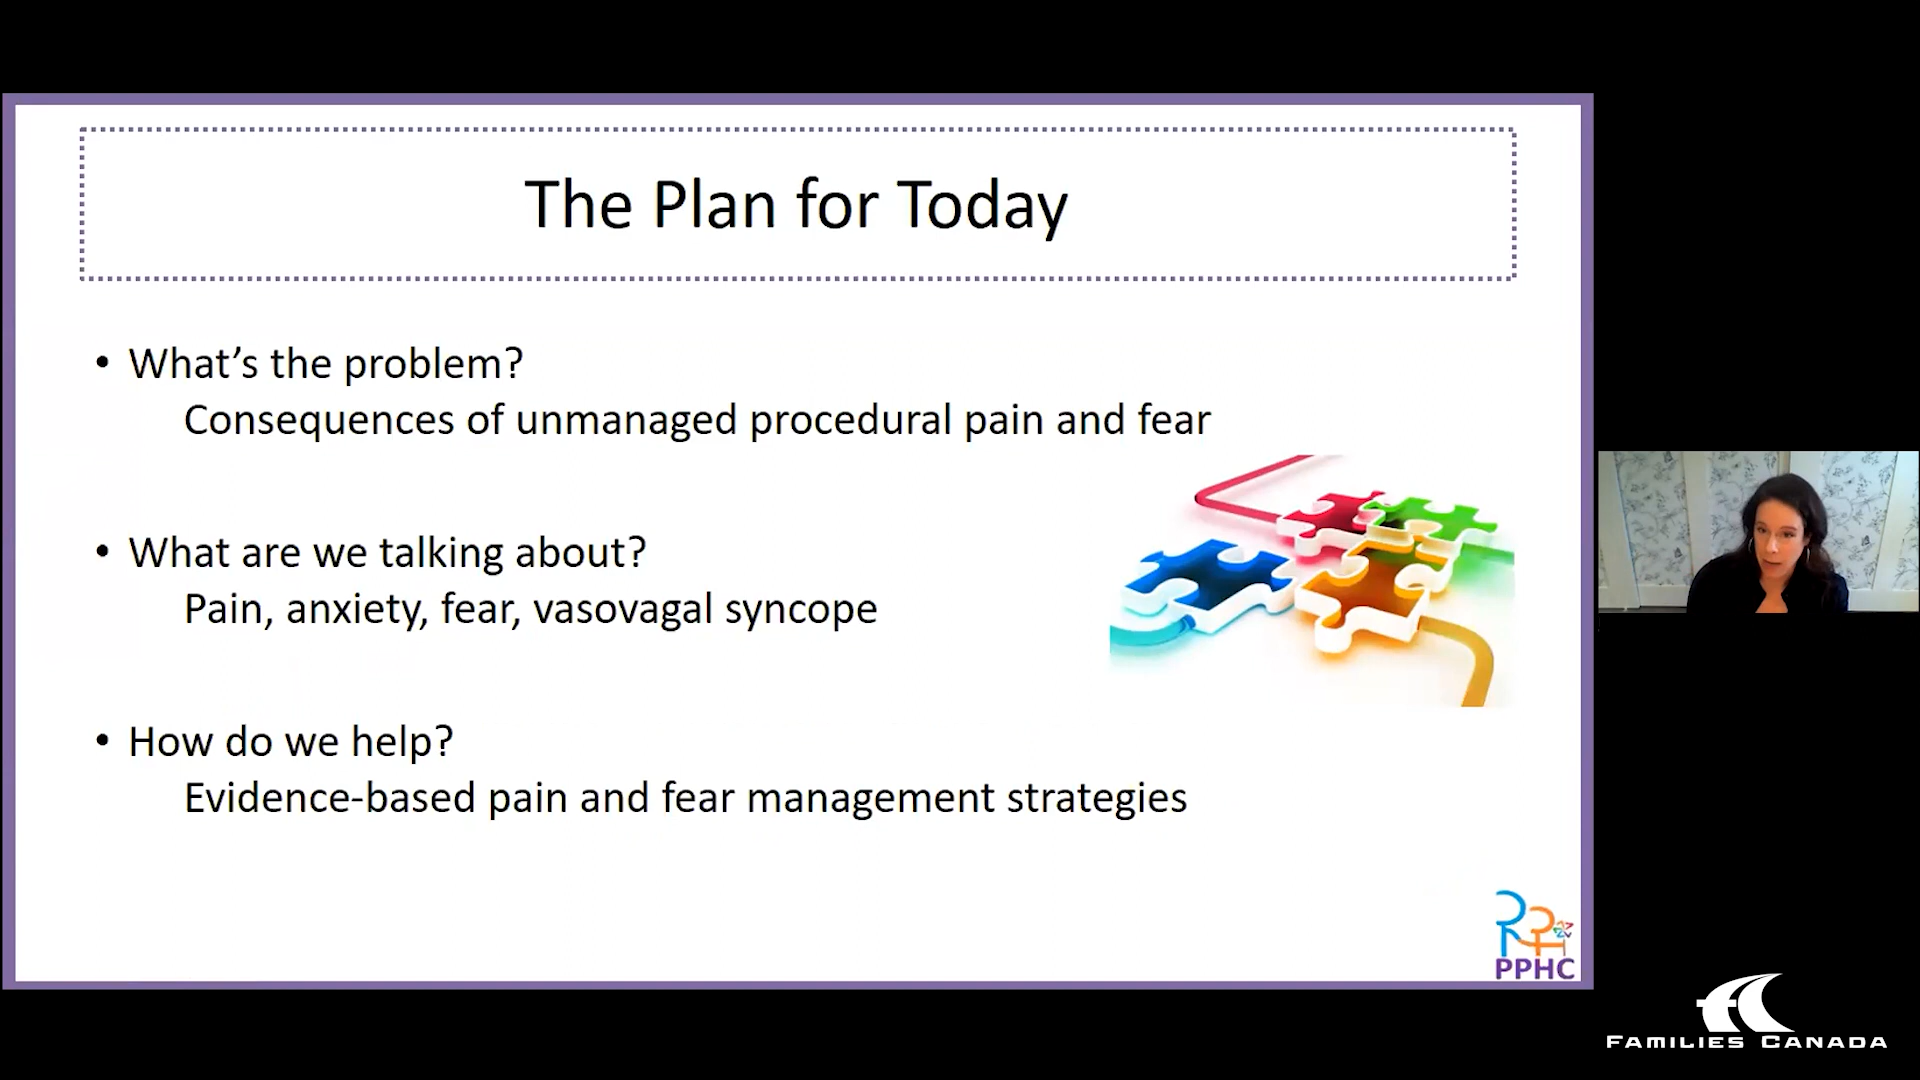 The Plan for Today
• What’s the problem?
Consequences of unmanaged procedural pain and fear
• What are we talking about?
Pain, anxiety, fear, vasovagal syncope
• How do we help?
Evidence-based pain and fear management strategies
PPHC
FAMILIES CANADA